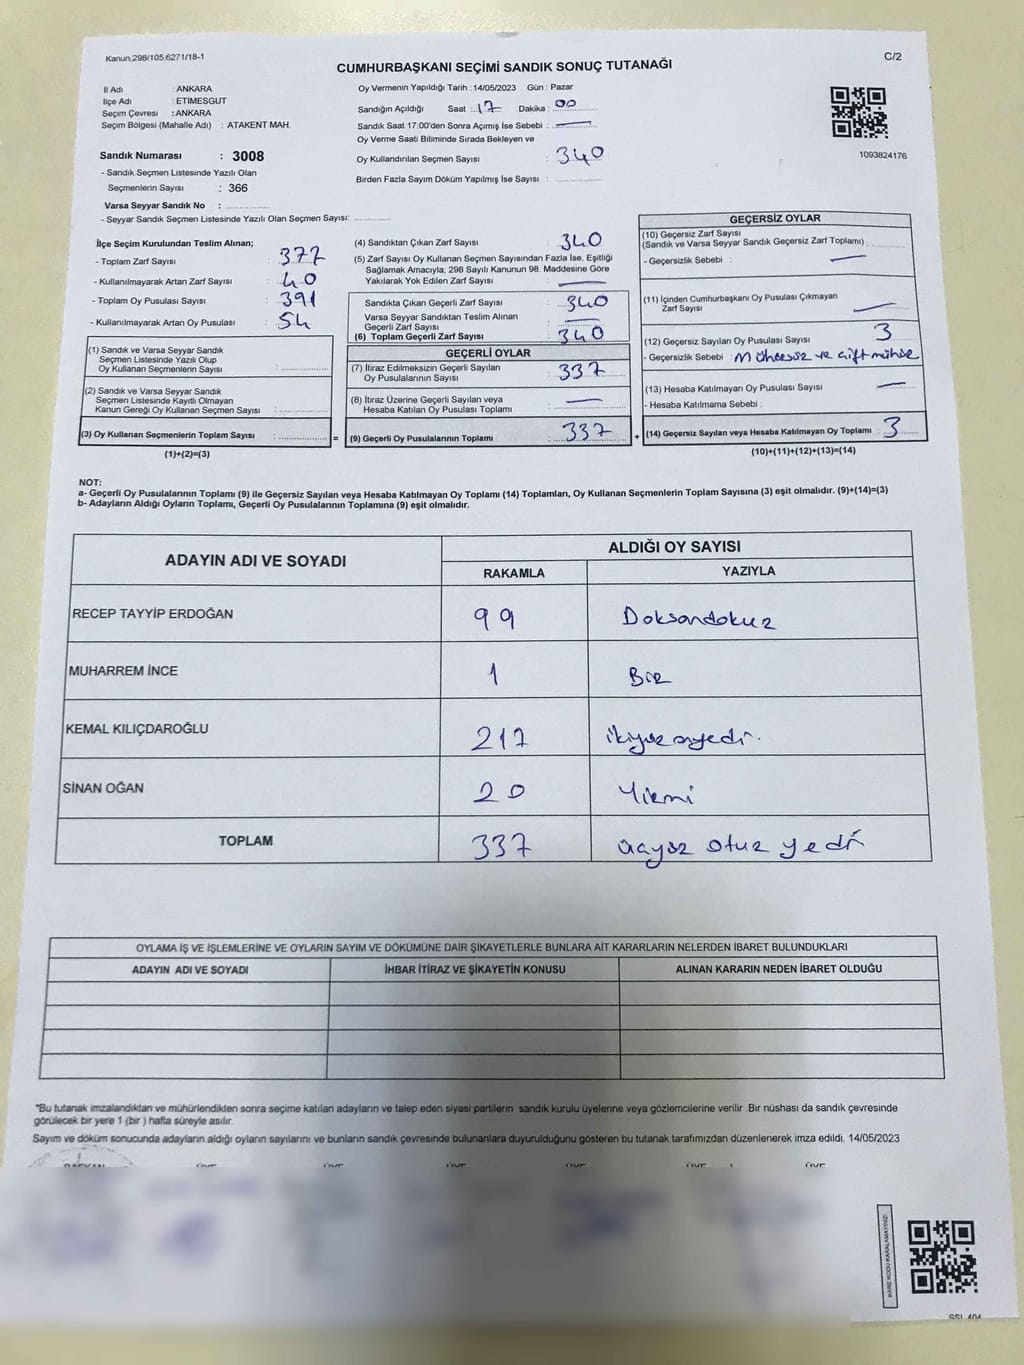 Kanun;298/105;6271/18-1
C/2
CUMHURBAŞKANI SEÇİMİ SANDIK SONUÇ TUTANAĞI
İl Adı : ANKARA
İlçe Adı : ETİMESGUT
Seçim Çevresi : ANKARA
Seçim Bölgesi (Mahalle Adı) : ATAKENT MAH.
Oy Vermenin Yapıldığı Tarih :14/05/2023 Gün : Pazar
Sandığın Açıldığı Saat : 17 Dakika : 00
Sandık Saat 17:00'den Sonra Açımış İse Sebebi : —
Oy Verme Saati Bitiminde Sırada Bekleyen ve
Oy Kullandırılan Seçmen Sayısı : 340
Birden Fazla Sayım Döküm Yapılmış İse Sayısı :
1093824176
Sandık Numarası : 3008
- Sandık Seçmen Listesinde Yazılı Olan
Seçmenlerin Sayısı : 366
Varsa Seyyar Sandık No :
- Seyyar Sandık Seçmen Listesinde Yazılı Olan Seçmen Sayısı:
İlçe Seçim Kurulundan Teslim Alınan;
- Toplam Zarf Sayısı : 377
- Kullanılmayarak Artan Zarf Sayısı : 40
- Toplam Oy Pusulası Sayısı : 391
- Kullanılmayarak Artan Oy Pusulası : 54
(1) Sandık ve Varsa Seyyar Sandık
Seçmen Listesinde Yazılı Olup
Oy Kullanan Seçmenlerin Sayısı :
(2) Sandık ve Varsa Seyyar Sandık
Seçmen Listesinde Kayıtlı Olmayan
Kanun Gereği Oy Kullanan Seçmen Sayısı :
(3) Oy Kullanan Seçmenlerin Toplam Sayısı :
(1)+(2)=(3)
(4) Sandıktan Çıkan Zarf Sayısı : 340
(5) Zarf Sayısı Oy Kullanan Seçmen Sayısından Fazla İse, Eşitliği
Sağlamak Amacıyla; 298 Sayılı Kanunun 98. Maddesine Göre
Yakılarak Yok Edilen Zarf Sayısı : —
Sandıkta Çıkan Geçerli Zarf Sayısı : 340
Varsa Seyyar Sandıktan Teslim Alınan
Geçerli Zarf Sayısı : —
(6) Toplam Geçerli Zarf Sayısı : 340
GEÇERLİ OYLAR
(7) İtiraz Edilmeksizin Geçerli Sayılan
Oy Pusulalarının Sayısı : 337
(8) İtiraz Üzerine Geçerli Sayılan veya
Hesaba Katılan Oy Pusulası Toplamı : —
= (9) Geçerli Oy Pusulalarının Toplamı : 337 +
GEÇERSİZ OYLAR
(10) Geçersiz Zarf Sayısı
(Sandık ve Varsa Seyyar Sandık Geçersiz Zarf Toplamı) :
- Geçersizlik Sebebi : —
(11) İçinden Cumhurbaşkanı Oy Pusulası Çıkmayan
Zarf Sayısı : —
(12) Geçersiz Sayılan Oy Pusulası Sayısı : 3
- Geçersizlik Sebebi : Mühürsüz ve çift mühür
(13) Hesaba Katılmayan Oy Pusulası Sayısı : —
- Hesaba Katılmama Sebebi :
(14) Geçersiz Sayılan veya Hesaba Katılmayan Oy Toplamı : 3
(10)+(11)+(12)+(13)=(14)
NOT:
a- Geçerli Oy Pusulalarının Toplamı (9) ile Geçersiz Sayılan veya Hesaba Katılmayan Oy Toplamı (14) Toplamları, Oy Kullanan Seçmenlerin Toplam Sayısına (3) eşit olmalıdır. (9)+(14)=(3)
b- Adayların Aldığı Oyların Toplamı, Geçerli Oy Pusulalarının Toplamına (9) eşit olmalıdır.
ADAYIN ADI VE SOYADI ALDIĞI OY SAYISI
RAKAMLA YAZIYLA
RECEP TAYYİP ERDOĞAN 99 Doksandokuz
MUHARREM İNCE 1 Bir
KEMAL KILIÇDAROĞLU 217 ikiyüz onyedi.
SİNAN OĞAN 20 Yirmi
TOPLAM 337 üçyüz otuz yedi
OYLAMA İŞ VE İŞLEMLERİNE VE OYLARIN SAYIM VE DÖKÜMÜNE DAİR ŞİKAYETLERLE BUNLARA AİT KARARLARIN NELERDEN İBARET BULUNDUKLARI
ADAYIN ADI VE SOYADI İHBAR İTİRAZ VE ŞİKAYETİN KONUSU ALINAN KARARIN NEDEN İBARET OLDUĞU
*Bu tutanak imzalandıktan ve mühürlendikten sonra seçime katılan adayların ve talep eden siyasi partilerin sandık kurulu üyelerine veya gözlemcilerine verilir .Bir nüshası da sandık çevresinde
görülecek bir yere 1 (bir ) hafta süreyle asılır.
Sayım ve döküm sonucunda adayların aldığı oyların sayılarını ve bunların sandık çevresinde bulunanlara duyurulduğunu gösteren bu tutanak tarafımızdan düzenlenerek imza edildi. 14/05/2023
BAŞKAN ÜYE ÜYE ÜYE ÜYE ÜYE ÜYE
KARE KODU KARALAMAYINIZ!